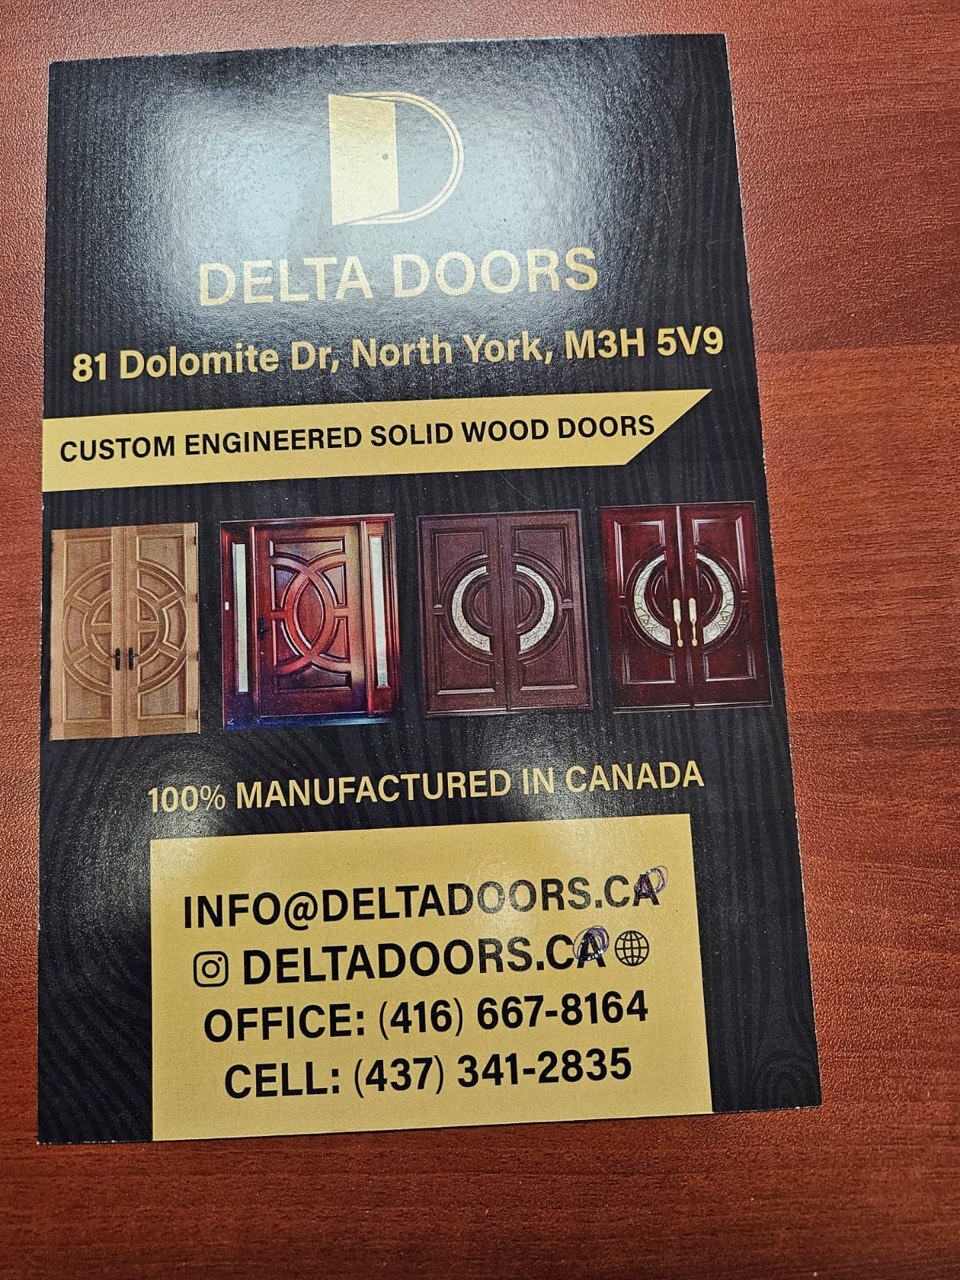 DELTA DOORS
81 Dolomite Dr, North York, M3H 5V9
CUSTOM ENGINEERED SOLID WOOD DOORS
100% MANUFACTURED IN CANADA
INFO@DELTADOORS.CA
DELTADOORS.CA
OFFICE: (416) 667-8164
CELL: (437) 341-2835